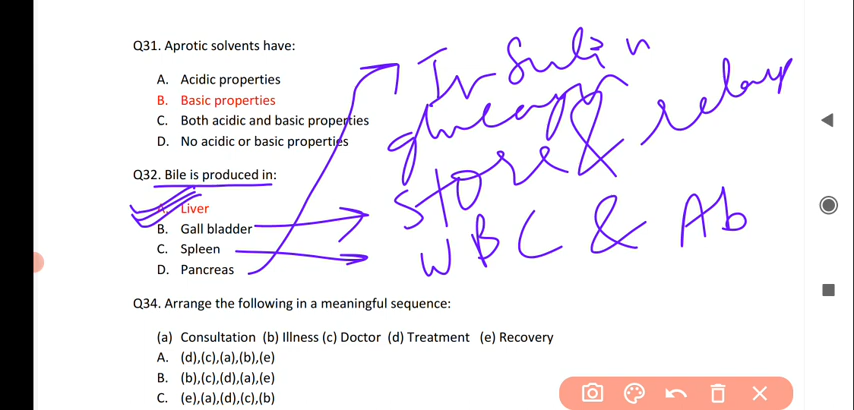 Q31. Aprotic solvents have:
A. Acidic properties
B. Basic properties
C. Both acidic and basic properties
D. No acidic or basic properties
Q32. Bile is produced in:
A. Liver
B. Gall bladder
C. Spleen
D. Pancreas
Insulin
store & release
WBC & Ab
Q34. Arrange the following in a meaningful sequence:
(a) Consultation (b) Illness (c) Doctor (d) Treatment (e) Recovery
A. (d),(c),(a),(b),(e)
B. (b),(c),(d),(a),(e)
C. (e),(a),(d),(c),(b)